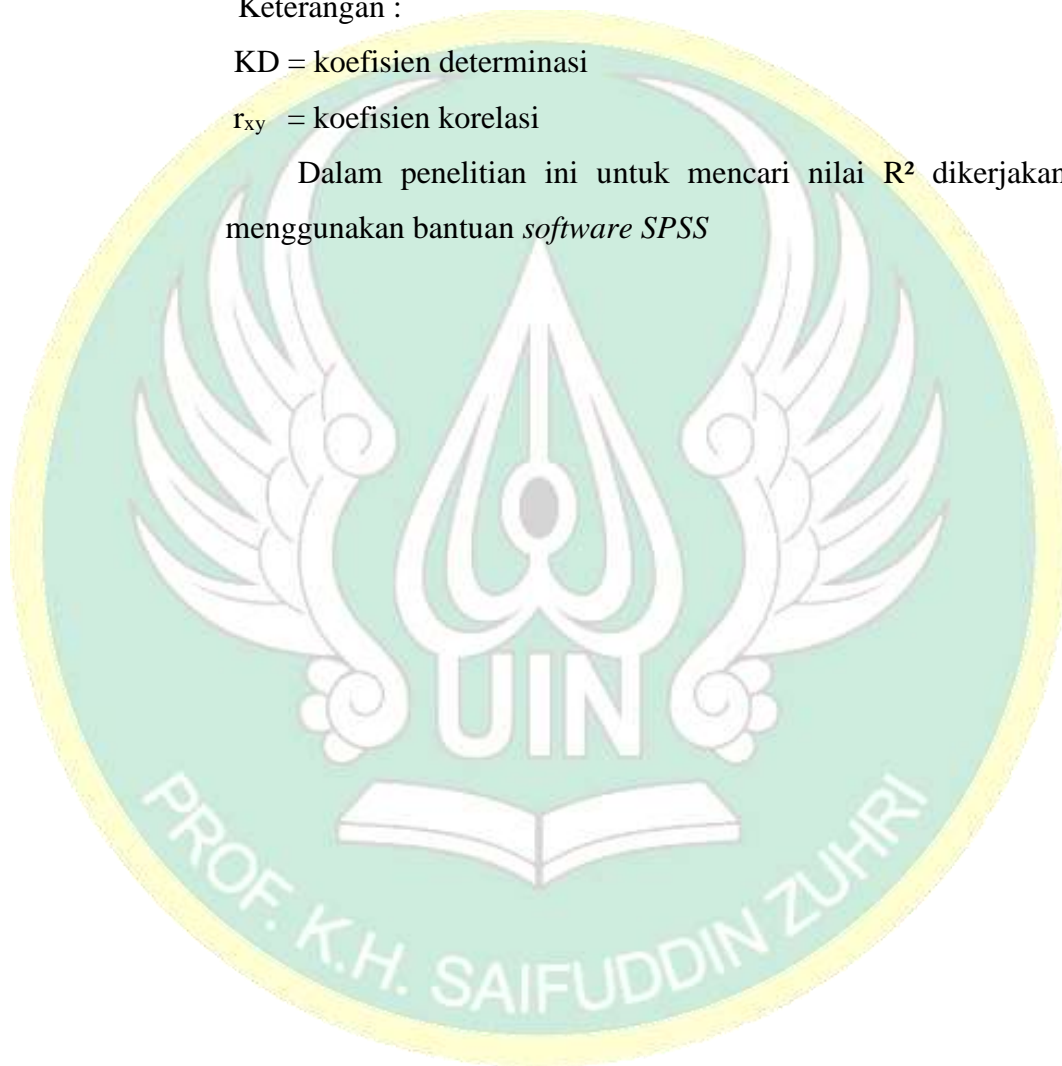 Keterangan :
KD = koefisien determinasi
rxy = koefisien korelasi
Dalam penelitian ini untuk mencari nilai R² dikerjakan
menggunakan bantuan software SPSS
UIN
PROF. K.H. SAIFUDDIN ZUHRI